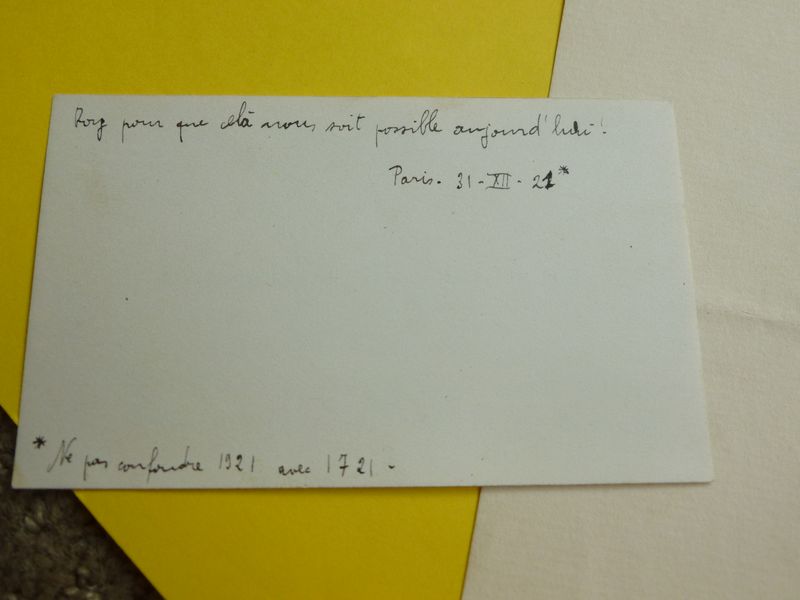 pour que celà nous soit possible aujourd'hui!
Paris. 31-XII-21*
* Ne pas confondre 1921 avec 1721-